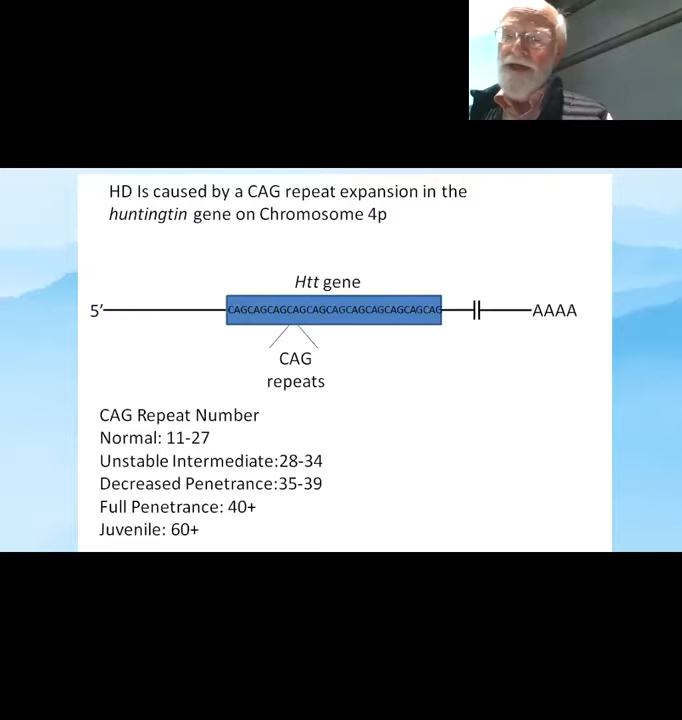 HD Is caused by a CAG repeat expansion in the
huntingtin gene on Chromosome 4p
Htt gene
5’
CAGCAGCAGCAGCAGCAGCAGCAGCAGCAGCAG
AAAA
CAG
repeats
CAG Repeat Number
Normal: 11-27
Unstable Intermediate:28-34
Decreased Penetrance:35-39
Full Penetrance: 40+
Juvenile: 60+